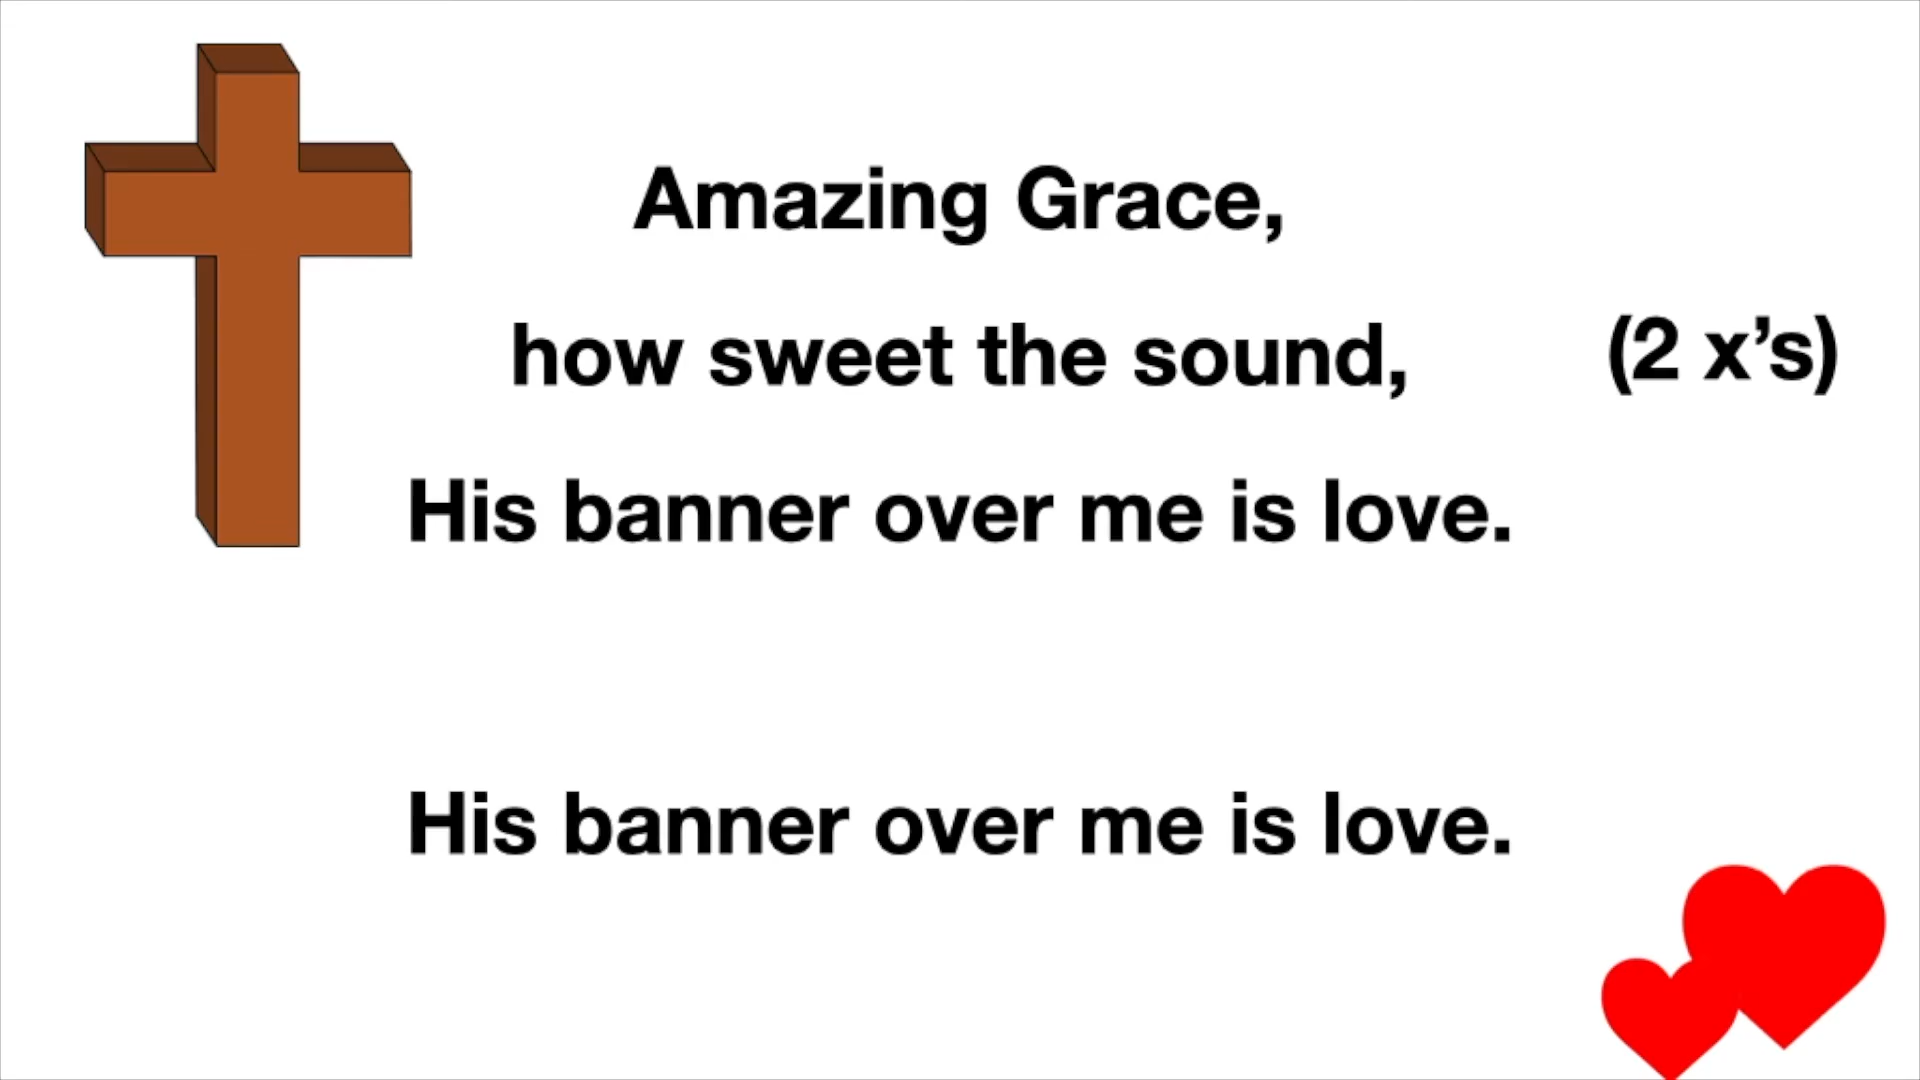 Amazing Grace,
how sweet the sound,
(2 x’s)
His banner over me is love.
His banner over me is love.